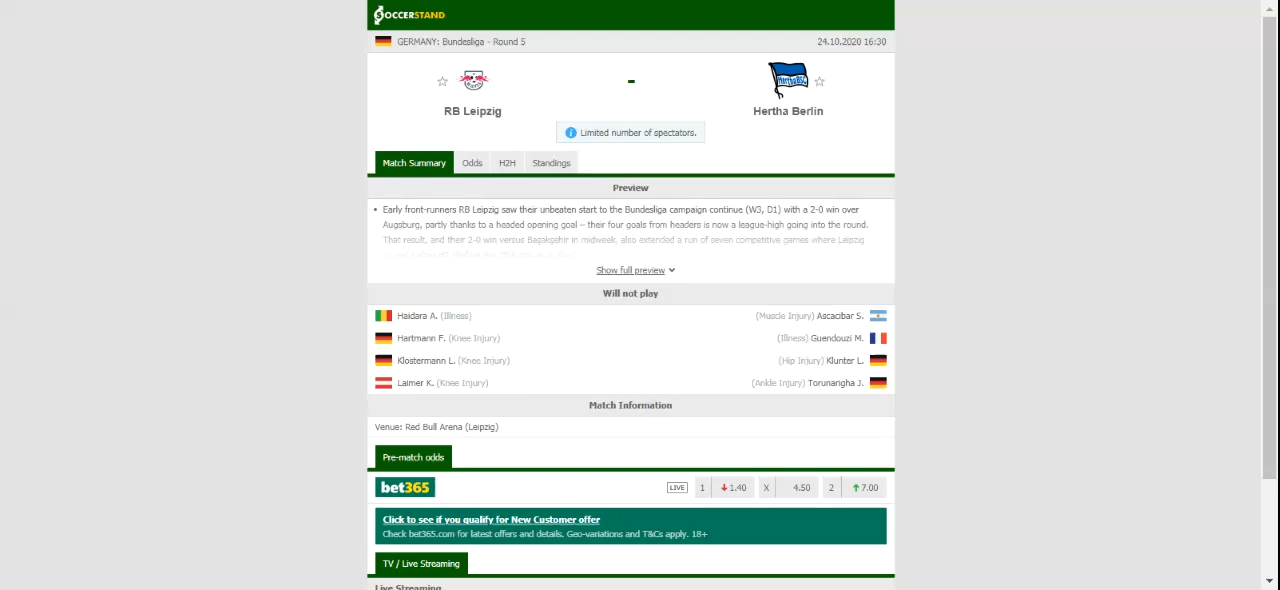 SOCCERSTAND
GERMANY: Bundesliga - Round 5 24.10.2020 16:30
RB Leipzig Hertha Berlin
-
Limited number of spectators.
Match Summary Odds H2H Standings
Preview
• Early front-runners RB Leipzig saw their unbeaten start to the Bundesliga campaign continue (W3, D1) with a 2-0 win over
Augsburg, partly thanks to a headed opening goal – their four goals from headers is now a league-high going into the round.
That result, and their 2-0 win versus Başakşehir in midweek, also extended a run of seven competitive games where Leipzig
Show full preview
Will not play
Haidara A. (Illness) (Muscle Injury) Ascacibar S.
Hartmann F. (Knee Injury) (Illness) Guendouzi M.
Klostermann L. (Knee Injury) (Hip Injury) Klunter L.
Laimer K. (Knee Injury) (Ankle Injury) Torunarigha J.
Match Information
Venue: Red Bull Arena (Leipzig)
Pre-match odds
bet365 LIVE 1 1.40 X 4.50 2 7.00
Click to see if you qualify for New Customer offer
Check bet365.com for latest offers and details. Geo-variations and T&Cs apply. 18+
TV / Live Streaming
Live Streaming